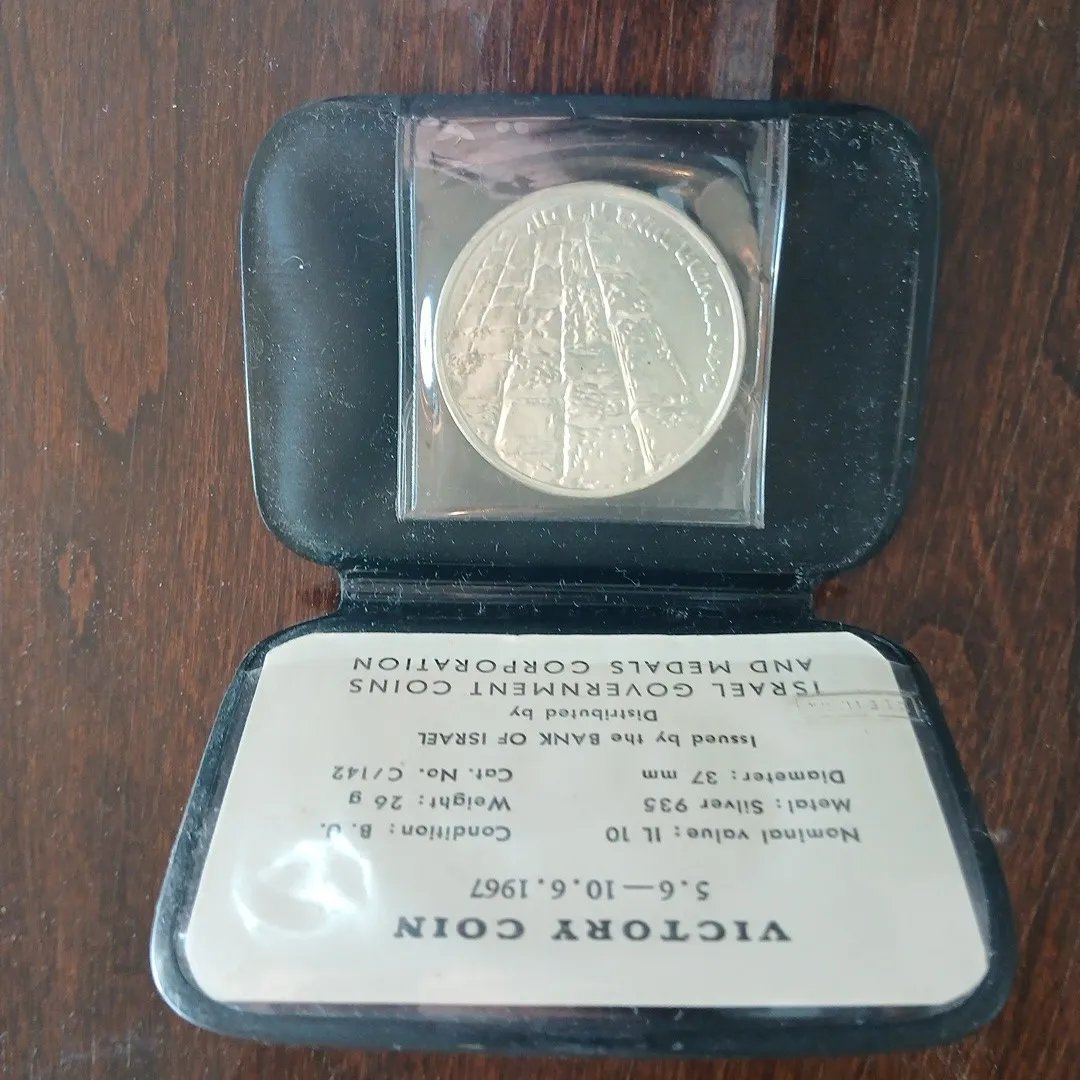 VICTORY COIN
5.6—10.6.1967
Nominal value: IL 10 Condition: B. U.
Metal: Silver 935 Weight: 26 g
Diameter: 37 mm Cat. No. C/142
Issued by the BANK OF ISRAEL
Distributed by
ISRAEL GOVERNMENT COINS
AND MEDALS CORPORATION